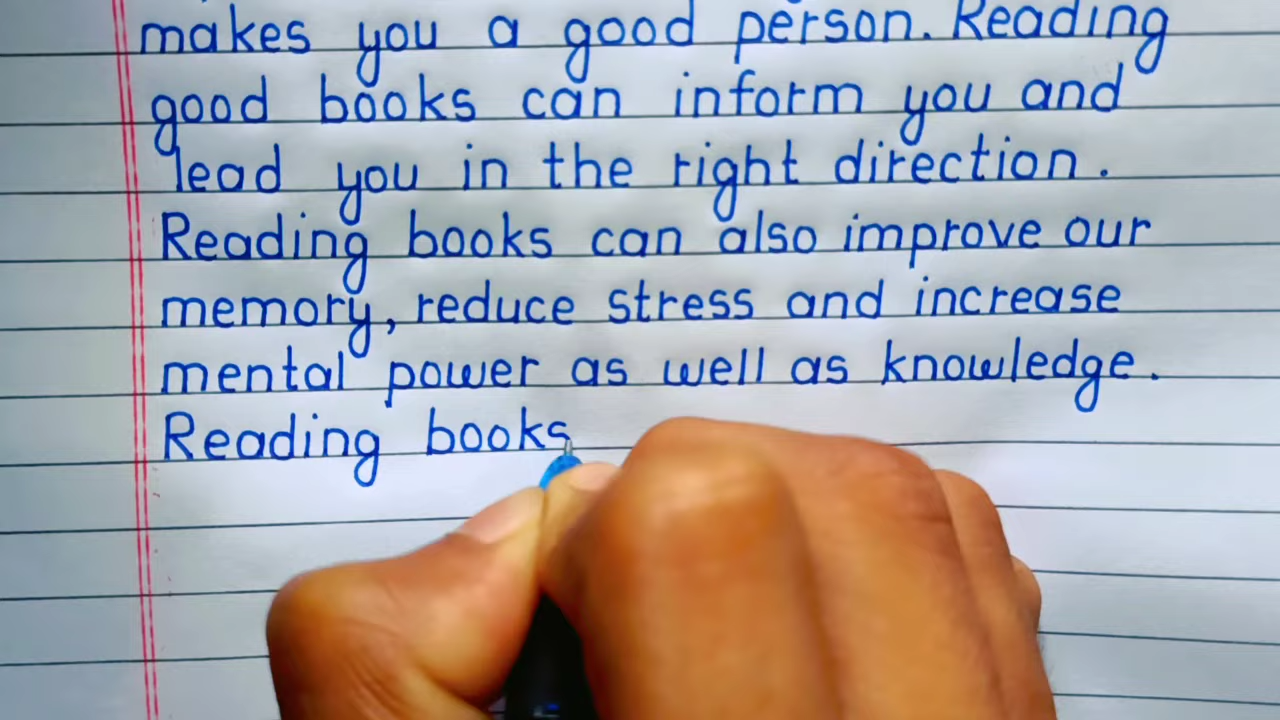 makes you a good person. Reading
good books can inform you and
lead you in the right direction.
Reading books can also improve our
memory, reduce stress and increase
mental power as well as knowledge.
Reading books